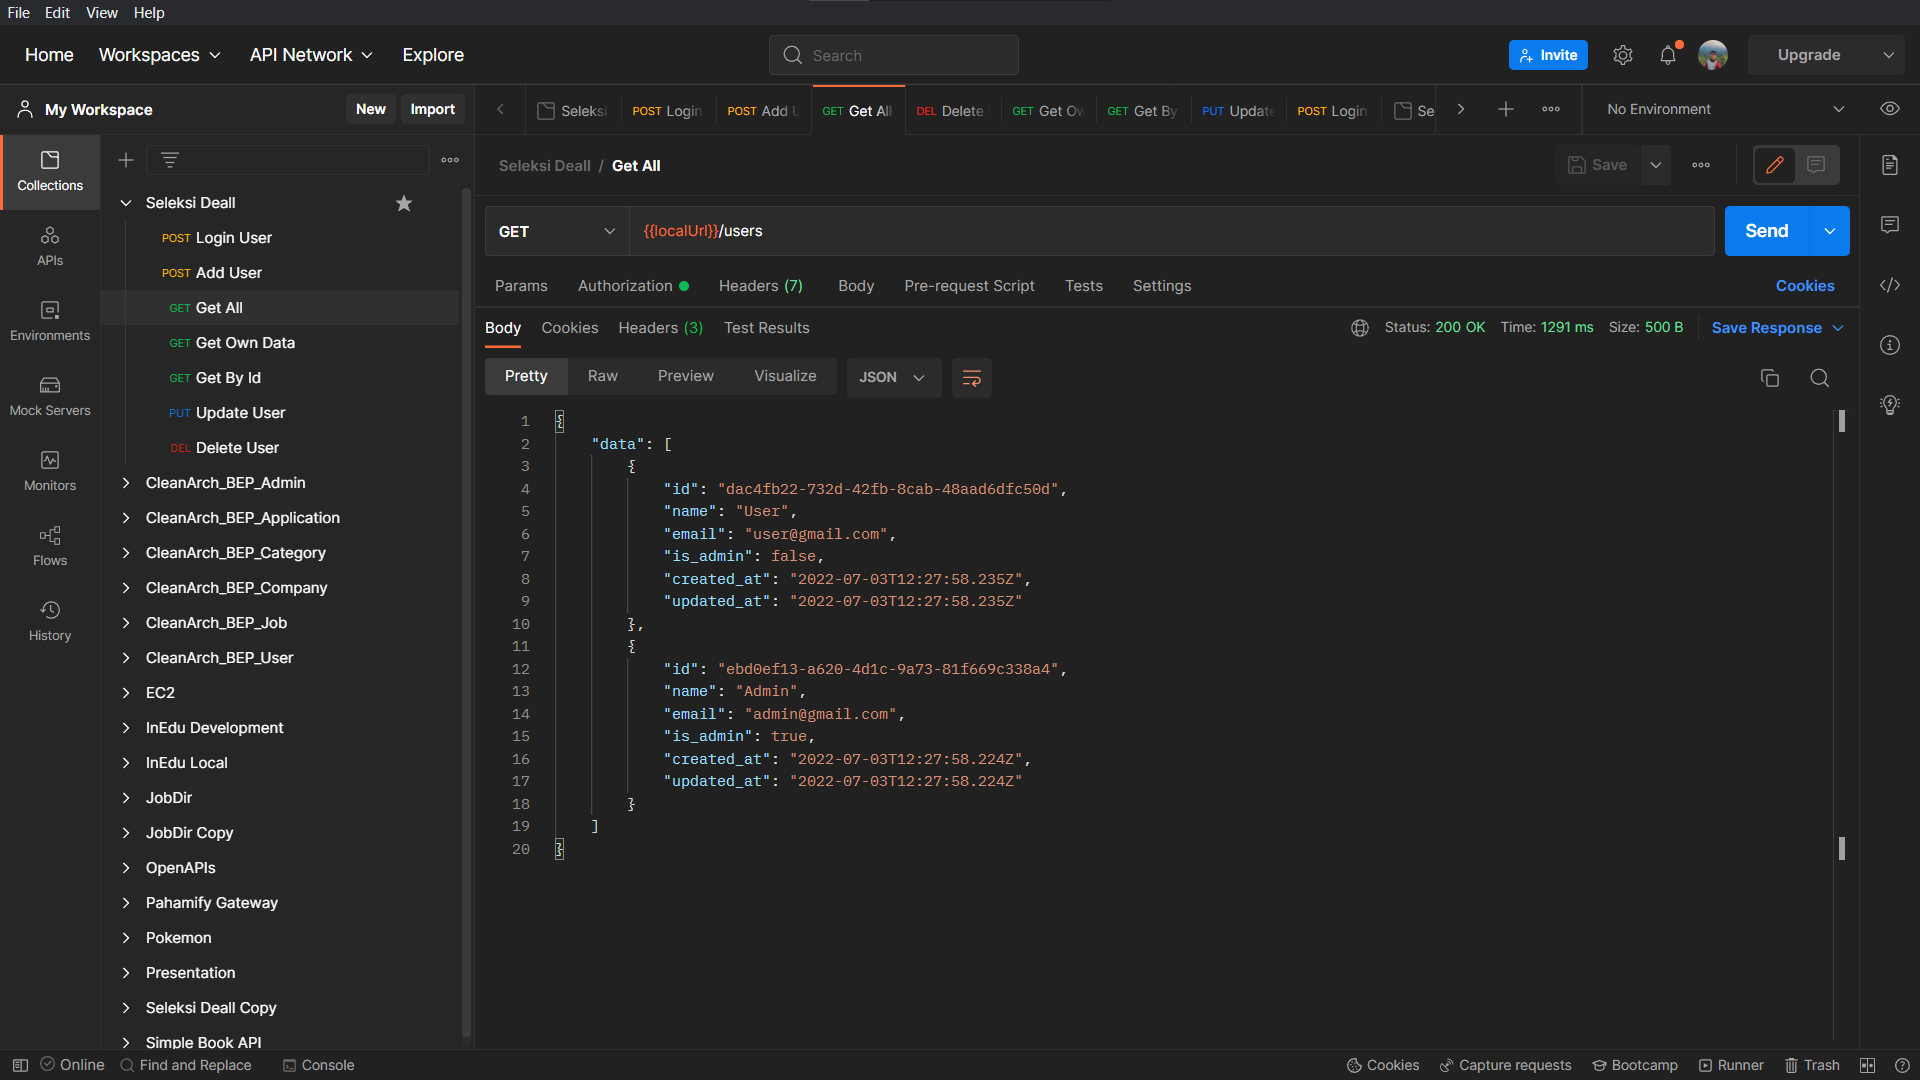 File Edit View Help
Home Workspaces API Network Explore Search Invite Upgrade
My Workspace New Import
Seleksi POST Login POST Add U GET Get All DEL Delete GET Get Ow GET Get By PUT Update POST Login Se No Environment
Collections
APIs
Environments
Mock Servers
Monitors
Flows
History
Seleksi Deall
POST Login User
POST Add User
GET Get All
GET Get Own Data
GET Get By Id
PUT Update User
DEL Delete User
CleanArch_BEP_Admin
CleanArch_BEP_Application
CleanArch_BEP_Category
CleanArch_BEP_Company
CleanArch_BEP_Job
CleanArch_BEP_User
EC2
InEdu Development
InEdu Local
JobDir
JobDir Copy
OpenAPIs
Pahamify Gateway
Pokemon
Presentation
Seleksi Deall Copy
Simple Book API
Seleksi Deall / Get All Save
GET {{localUrl}}/users Send
Params Authorization Headers (7) Body Pre-request Script Tests Settings Cookies
Body Cookies Headers (3) Test Results Status: 200 OK Time: 1291 ms Size: 500 B Save Response
Pretty Raw Preview Visualize JSON
1 {
2 "data": [
3 {
4 "id": "dac4fb22-732d-42fb-8cab-48aad6dfc50d",
5 "name": "User",
6 "email": "user@gmail.com",
7 "is_admin": false,
8 "created_at": "2022-07-03T12:27:58.235Z",
9 "updated_at": "2022-07-03T12:27:58.235Z"
10 },
11 {
12 "id": "ebd0ef13-a620-4d1c-9a73-81f669c338a4",
13 "name": "Admin",
14 "email": "admin@gmail.com",
15 "is_admin": true,
16 "created_at": "2022-07-03T12:27:58.224Z",
17 "updated_at": "2022-07-03T12:27:58.224Z"
18 }
19 ]
20 }
Online Find and Replace Console Cookies Capture requests Bootcamp Runner Trash